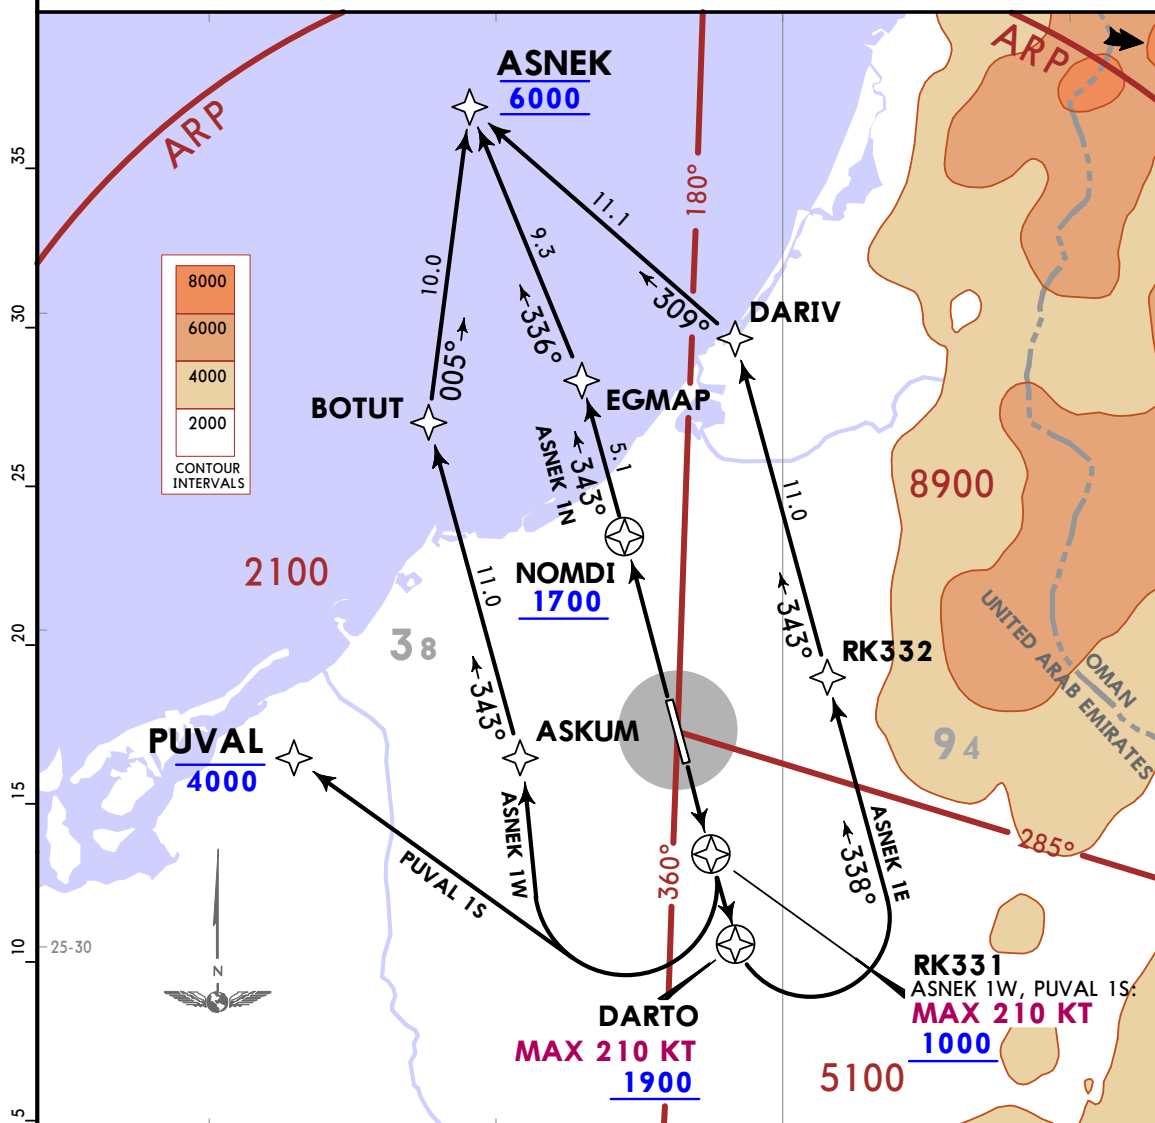 ASNEK
6000
ARP
ARP
35
180°
11.1
9.3
10.0
8000
6000
4000
2000
CONTOUR
INTERVALS
30
309°
DARIV
336°
005°
BOTUT
EGMAP
ASNEK 1N
343°
5.1
25
8900
11.0
2100
NOMDI
1700
11.0
343°
UNITED ARAB EMIRATES
OMAN
20
38
RK332
343°
ASKUM
PUVAL
4000
94
15
ASNEK 1W
PUVAL 1S
360°
338°
ASNEK 1E
285°
10
25-30
N
RK331
ASNEK 1W, PUVAL 1S:
MAX 210 KT
1000
DARTO
MAX 210 KT
1900
5100
5